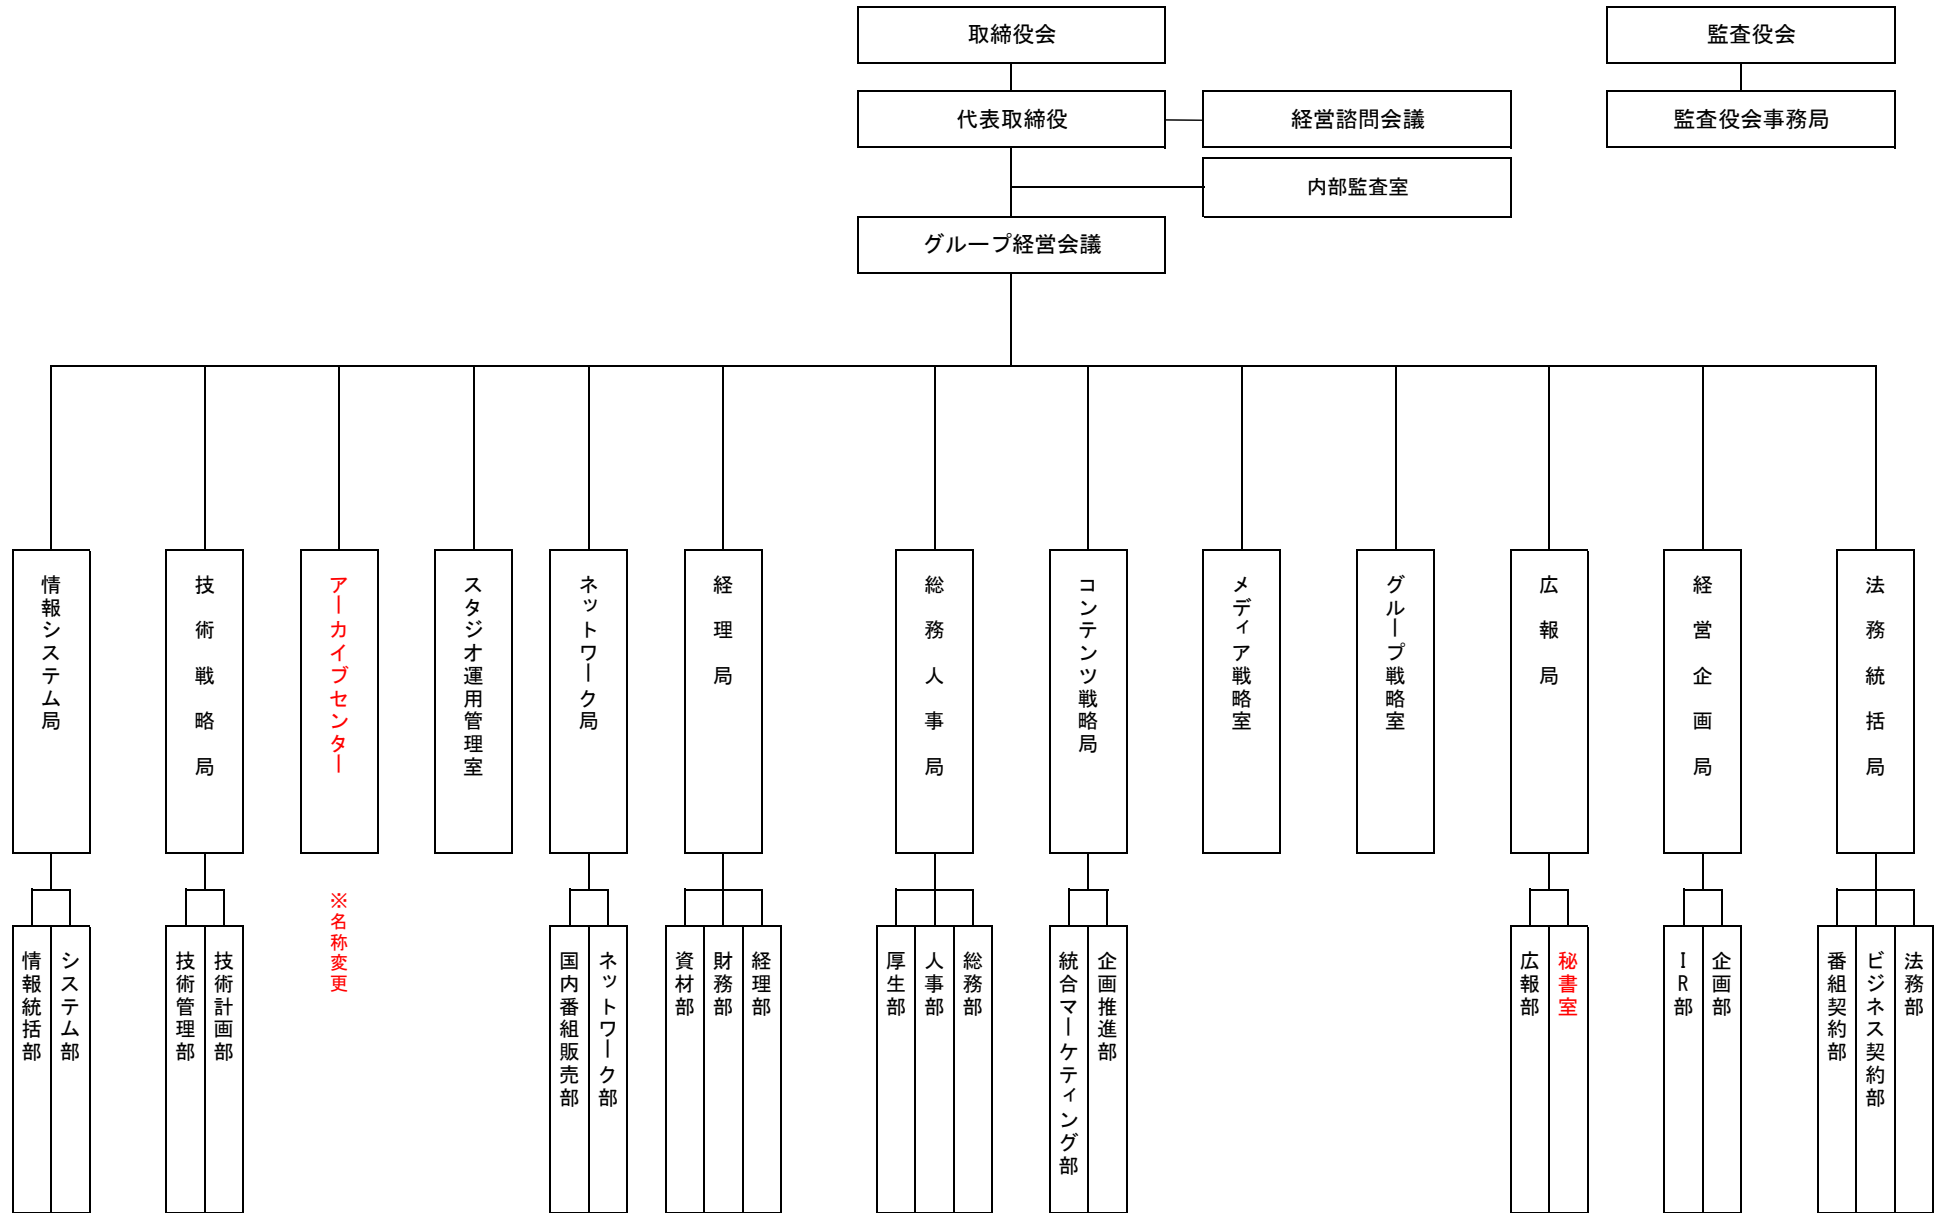 取締役会
監査役会
代表取締役
経営諮問会議
監査役会事務局
内部監査室
グループ経営会議
情報システム局
技術戦略局
アーカイブセンター
スタジオ運用管理室
ネットワーク局
経理局
総務人事局
コンテンツ戦略局
メディア戦略室
グループ戦略室
広報局
経営企画局
法務統括局
※名称変更
情報統括部
システム部
技術管理部
技術計画部
国内番組販売部
ネットワーク部
資材部
財務部
経理部
厚生部
人事部
総務部
統合マーケティング部
企画推進部
広報部
秘書室
IR部
企画部
番組契約部
ビジネス契約部
法務部